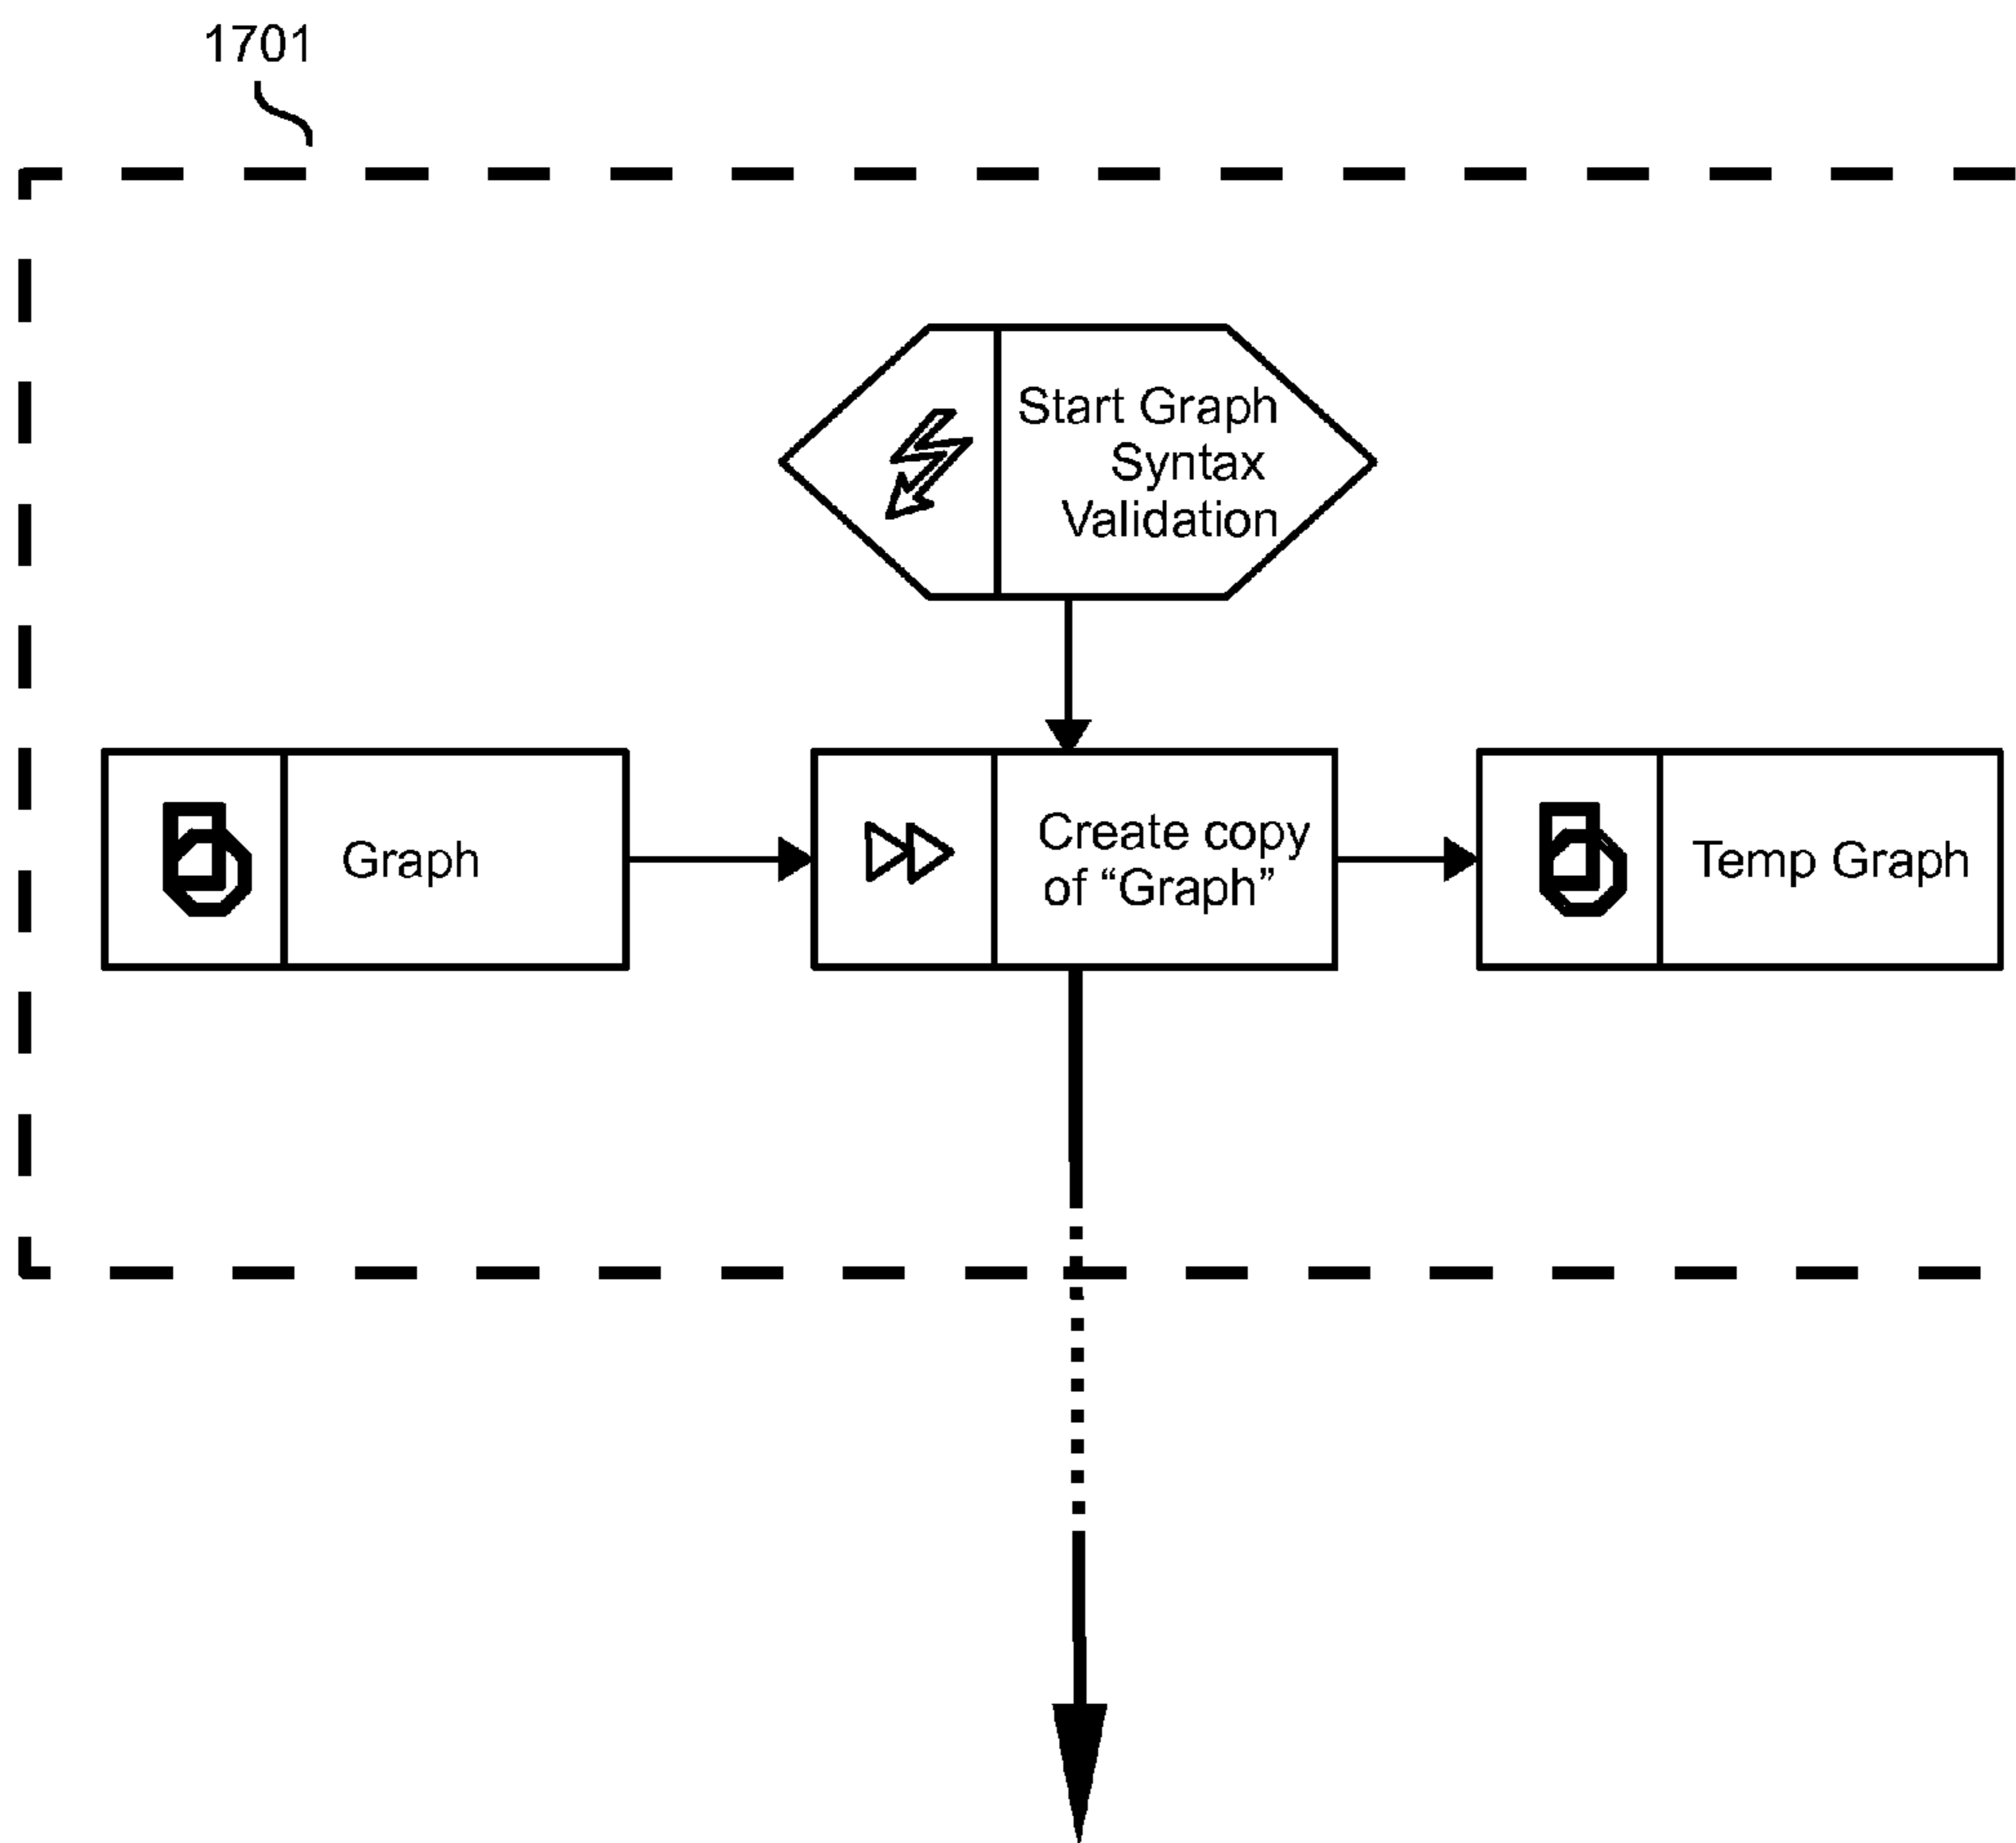 1701
Start Graph
Syntax
Validation
Graph
Create copy
of “Graph”
Temp Graph